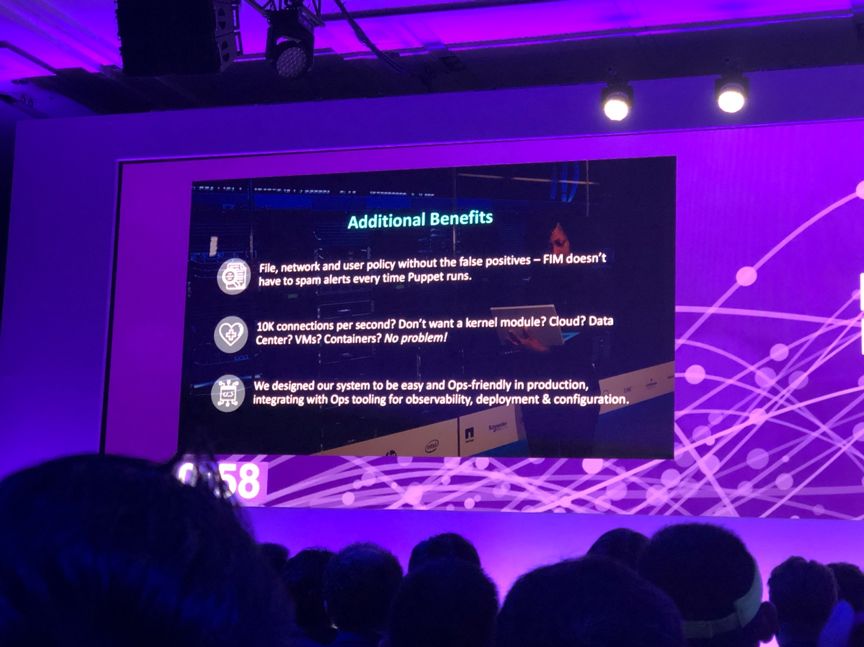 Additional Benefits
File, network and user policy without the false positives – FIM doesn't
have to spam alerts every time Puppet runs.
10K connections per second? Don't want a kernel module? Cloud? Data
Center? VMs? Containers? No problem!
We designed our system to be easy and Ops-friendly in production,
integrating with Ops tooling for observability, deployment & configuration.
intel
58